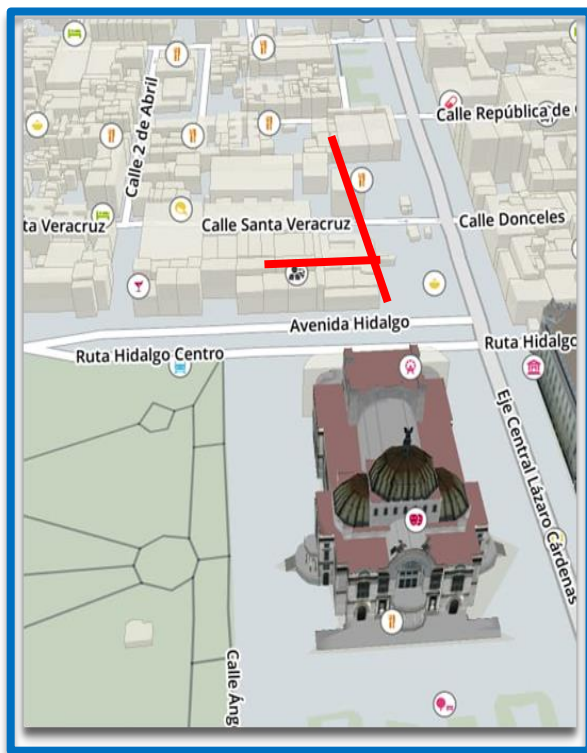 Calle 2 de Abril
Calle República de
ta Veracruz
Calle Santa Veracruz
Calle Donceles
Avenida Hidalgo
Ruta Hidalgo Centro
Ruta Hidalgo
Eje Central Lázaro Cárdenas
Calle Áng